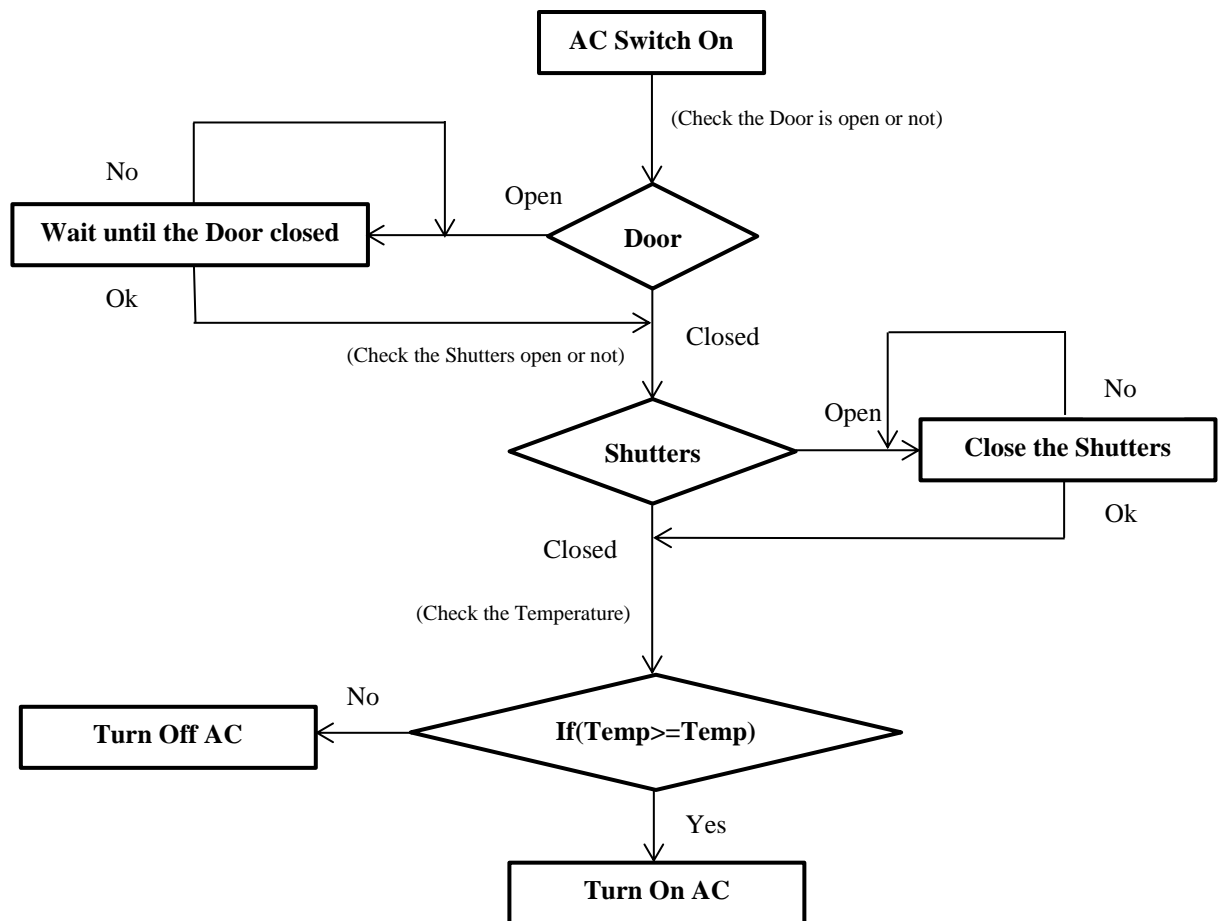 AC Switch On
(Check the Door is open or not)
No
Open
Wait until the Door closed
Door
Ok
Closed
(Check the Shutters open or not)
No
Open
Shutters
Close the Shutters
Ok
Closed
(Check the Temperature)
No
Turn Off AC
If(Temp>=Temp)
Yes
Turn On AC